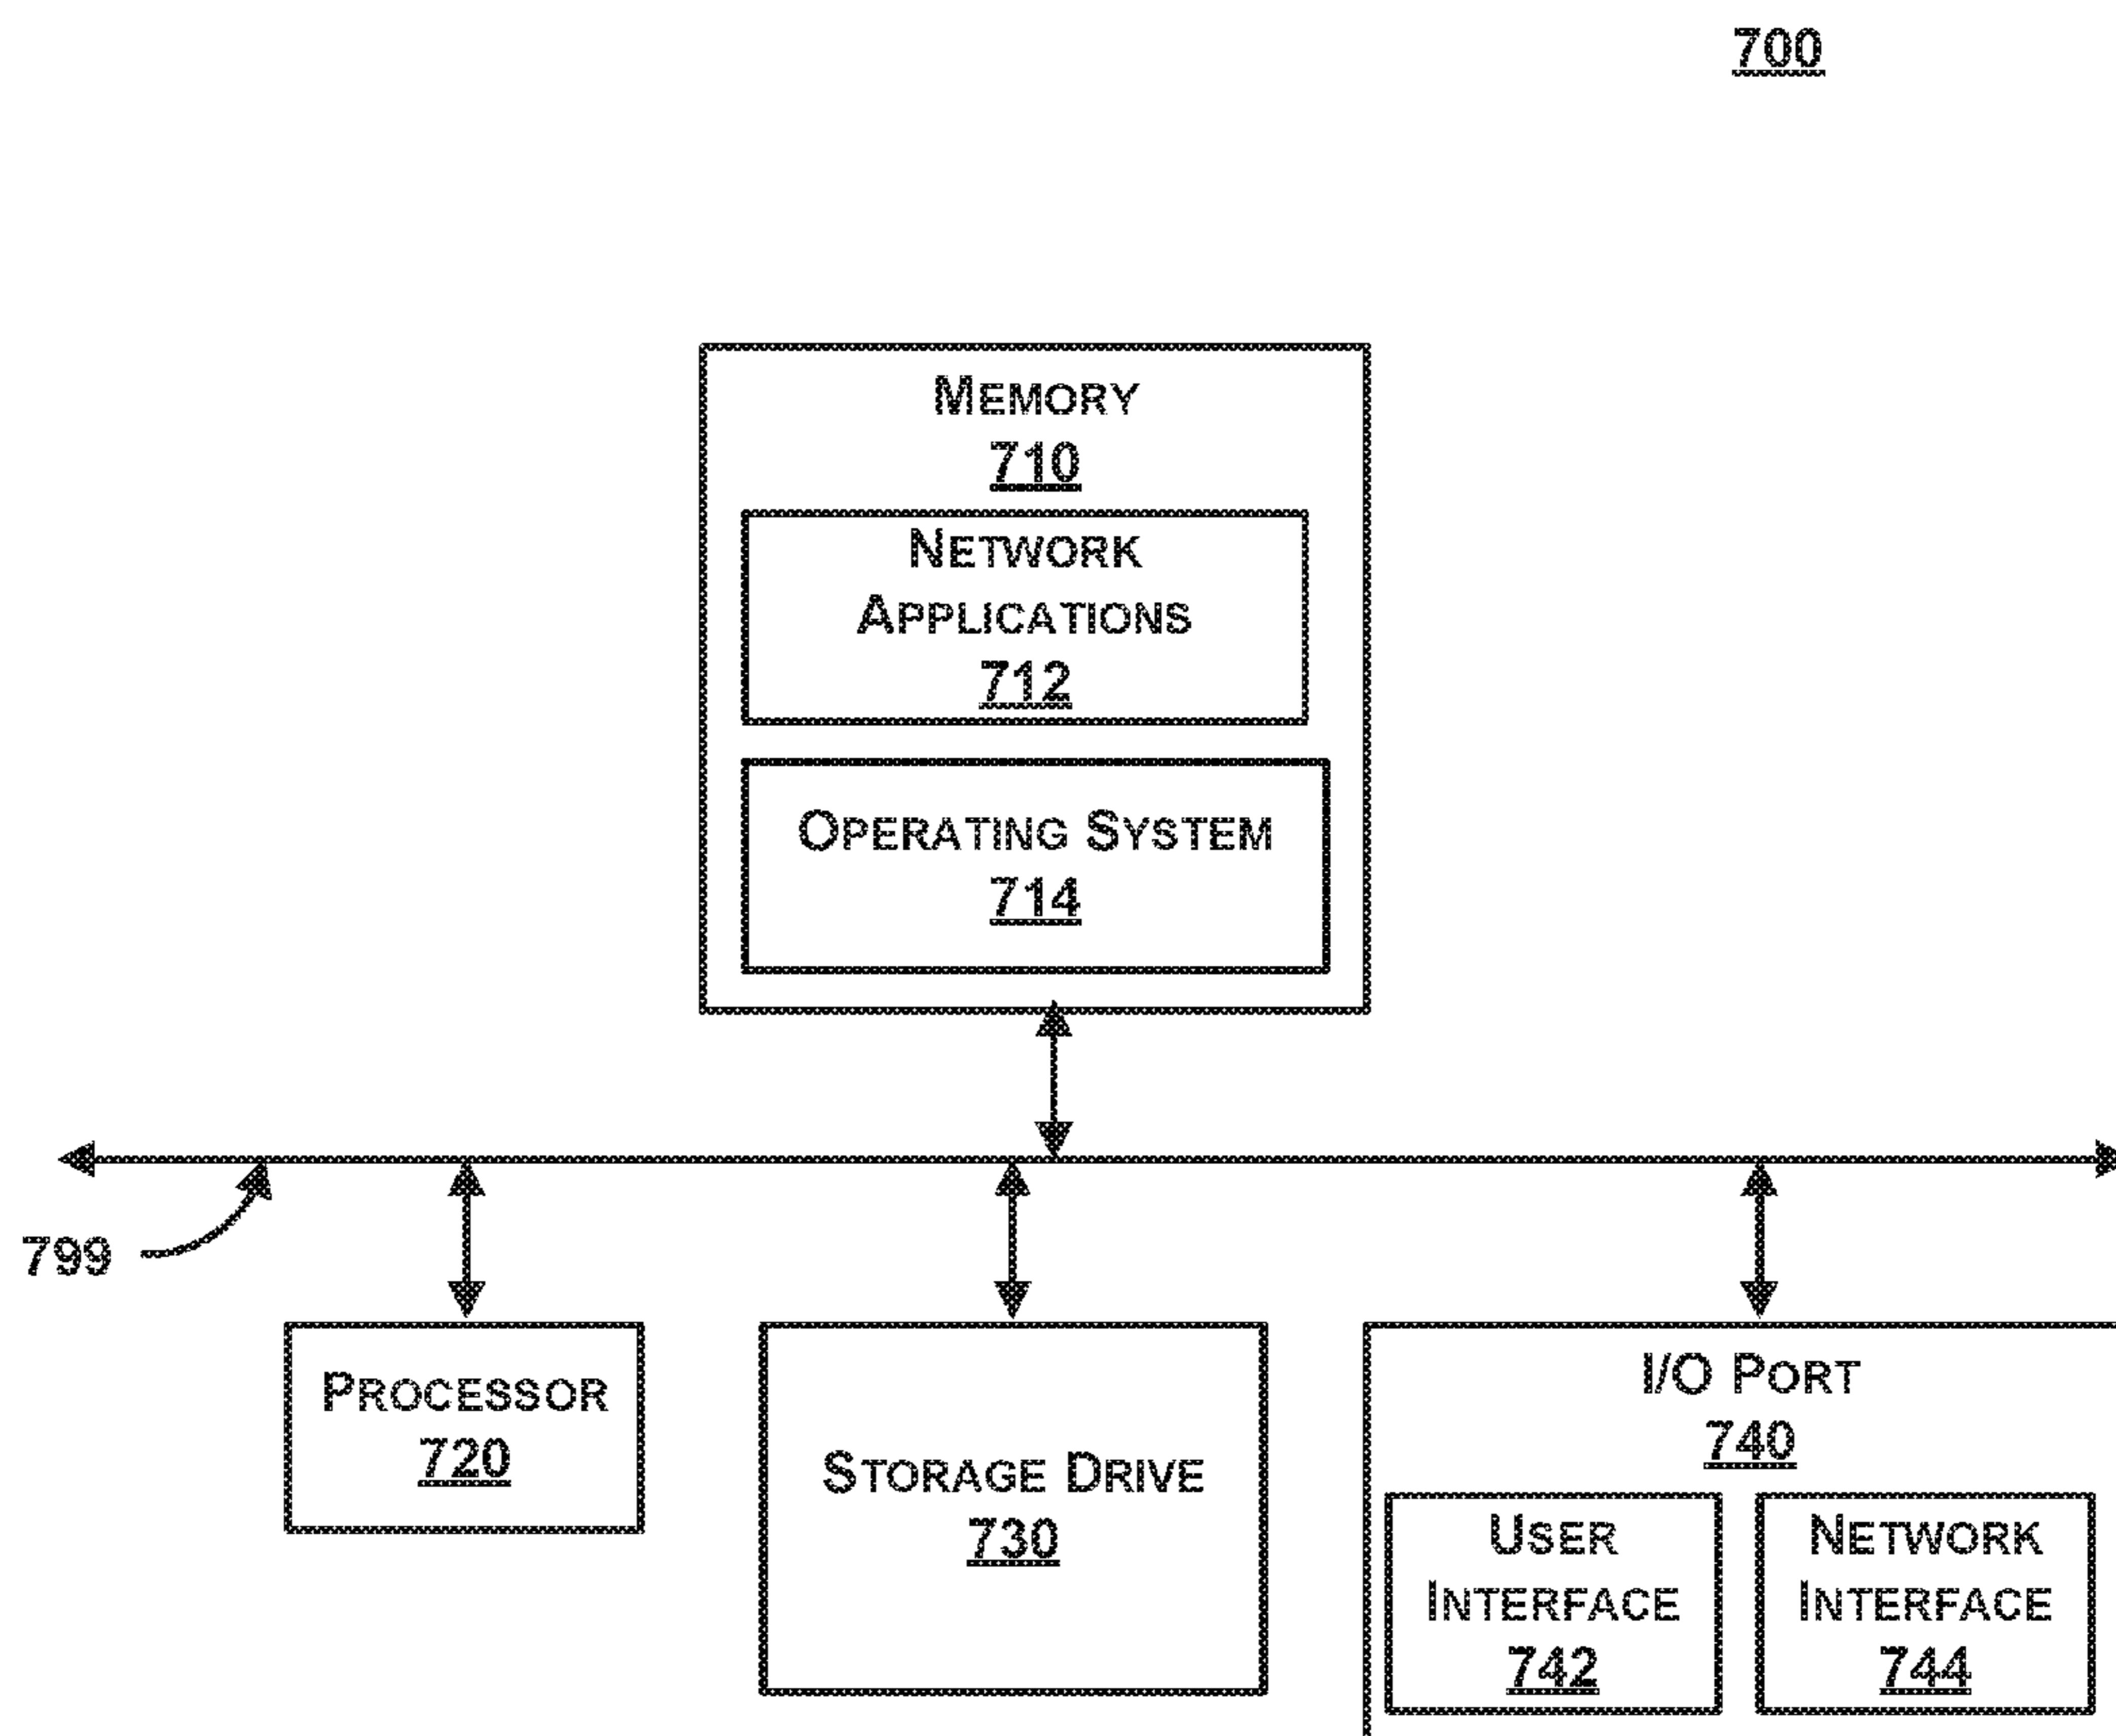 700
MEMORY
710
NETWORK
APPLICATIONS
712
OPERATING SYSTEM
714
799
PROCESSOR
720
STORAGE DRIVE
730
I/O PORT
740
USER
INTERFACE
742
NETWORK
INTERFACE
744